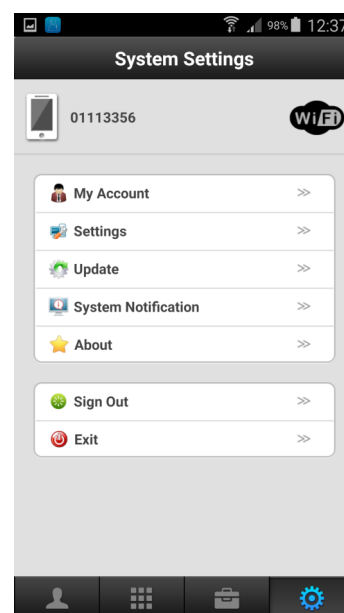 98% 12:37
System Settings
01113356
WiFi
My Account
Settings
Update
System Notification
About
Sign Out
Exit